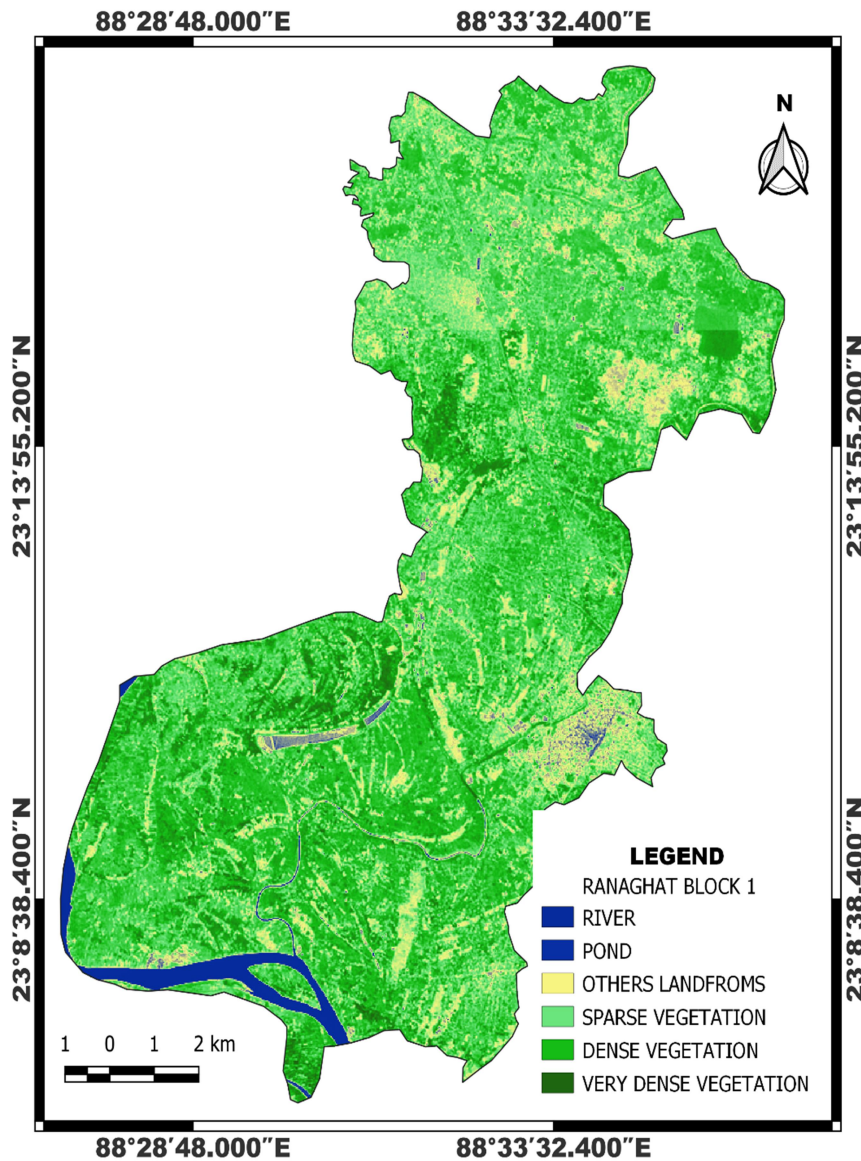 88°28′48.000″E 88°33′32.400″E
N
23°13′55.200″N 23°13′55.200″N
LEGEND
RANAGHAT BLOCK 1
RIVER
POND
OTHERS LANDFROMS
SPARSE VEGETATION
DENSE VEGETATION
VERY DENSE VEGETATION
23°8′38.400″N 23°8′38.400″N
1 0 1 2 km
88°28′48.000″E 88°33′32.400″E